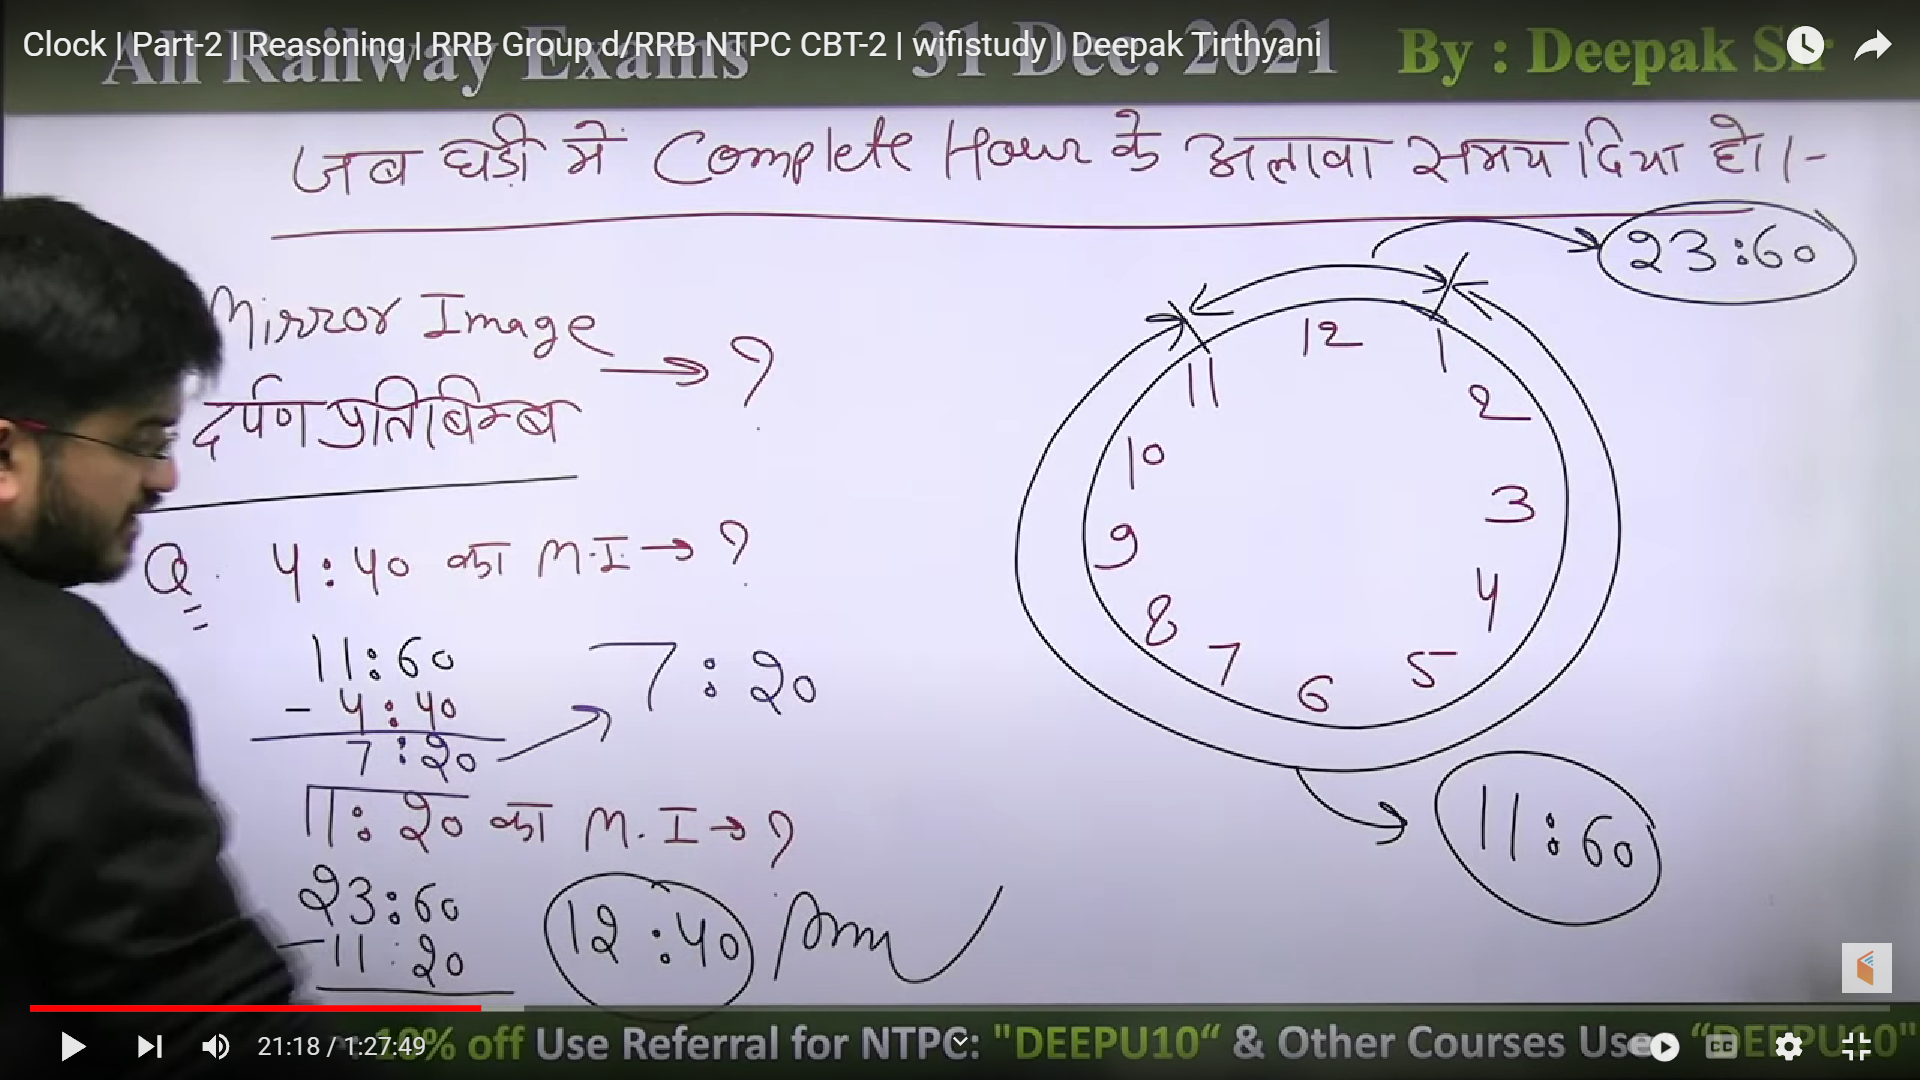 Clock | Part-2 | Reasoning | RRB Group d/RRB NTPC CBT-2 | wifistudy | Deepak Tirthyani
All Railway Exams 31 Dec. 2021 By : Deepak Sir
जब घडी में Complete Hour के अलावा समय दिया हो।-
23:60
Mirror Image
→ ?
दर्पण प्रतिबिम्ब
12
1
11
2
10
3
9
4
8
7
5
6
Q. 4:40 का M.I. → ?
11:60
- 4:40
7:20
7:20
11:20 का M.I → ?
11:60
23:60
- 11:20
12:40 Ans
21:18 / 1:27:49
10% off Use Referral for NTPC: "DEEPU10“ & Other Courses Use “DEEPU10"
CC